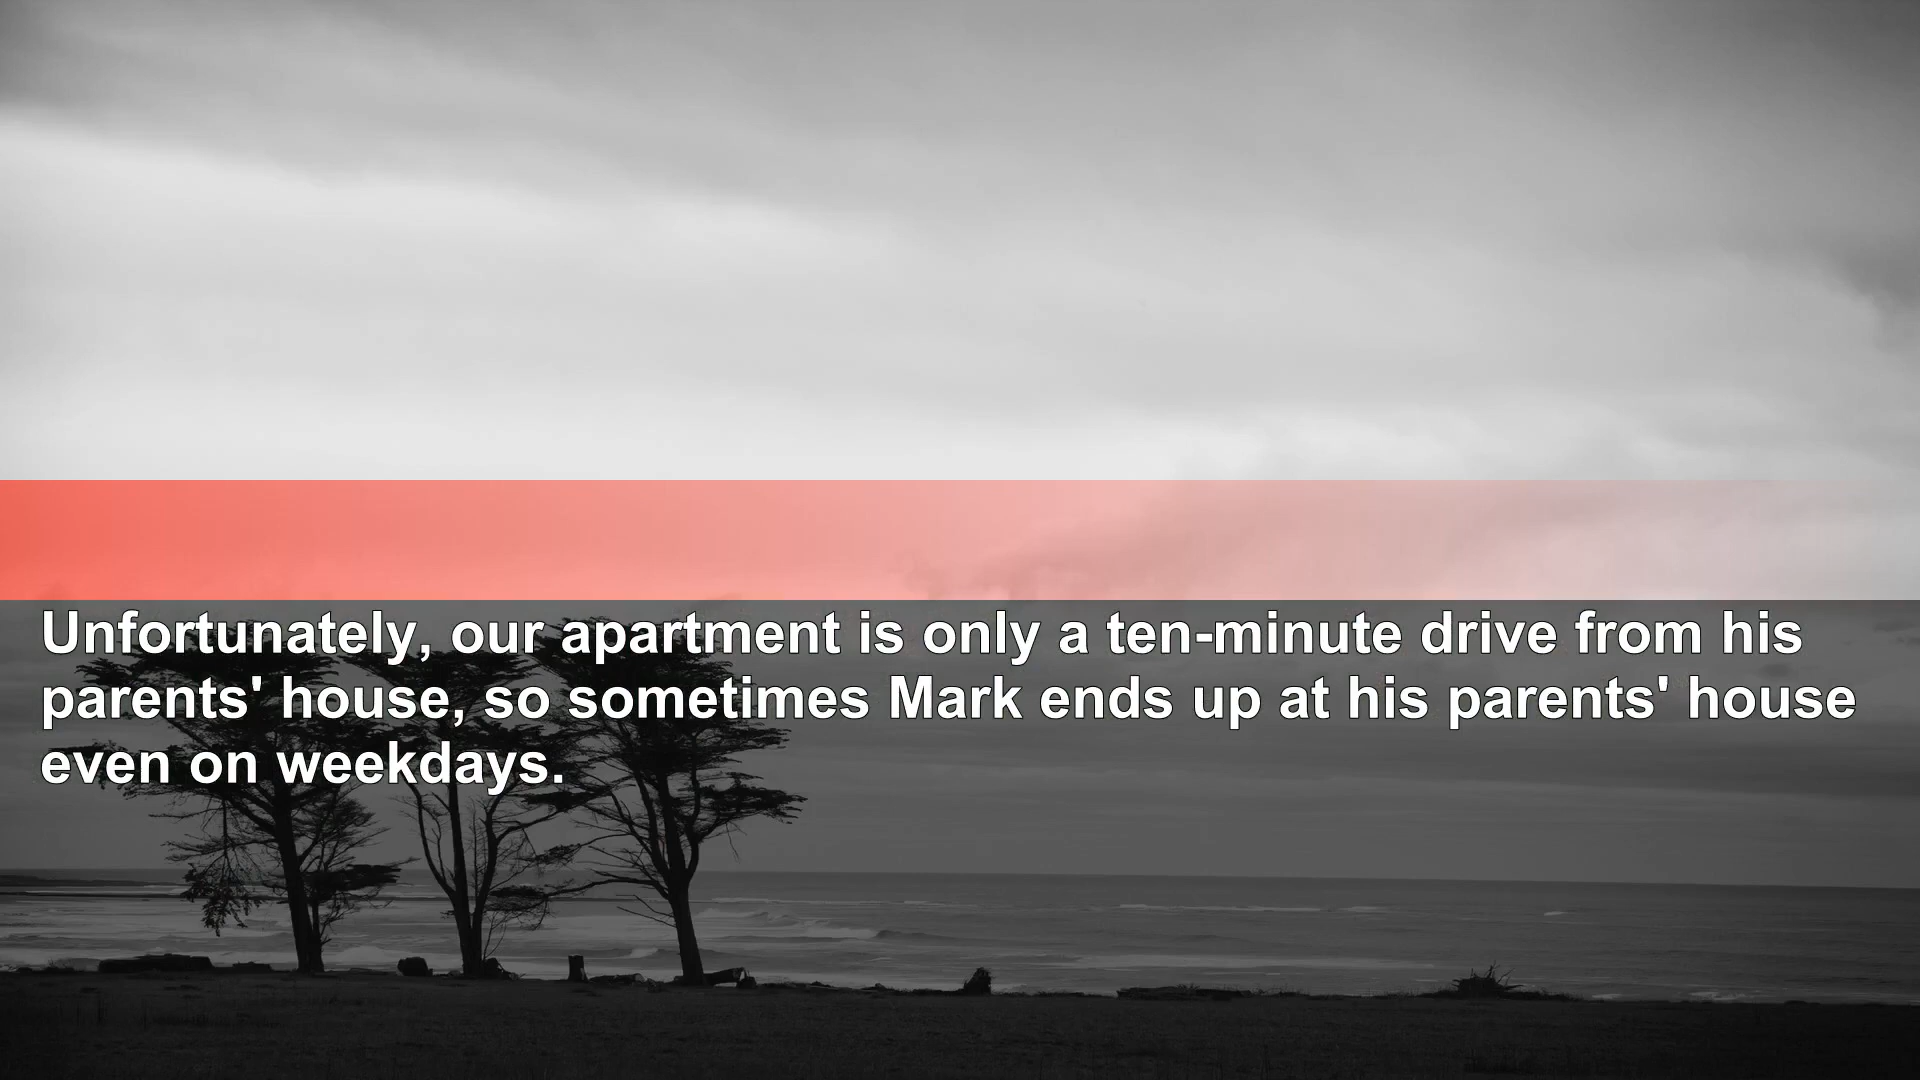 Unfortunately, our apartment is only a ten-minute drive from his
parents' house, so sometimes Mark ends up at his parents' house
even on weekdays.